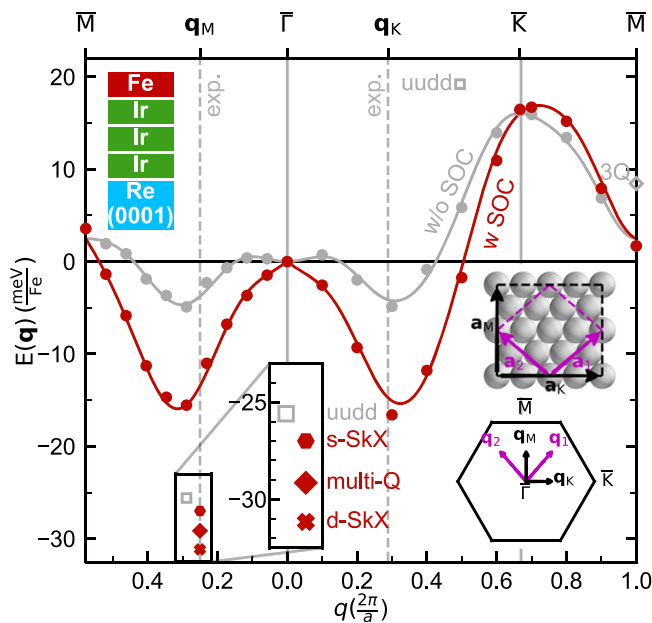 M̅ q_M Γ̅ q_K K̅ M̅
20
10
0
−10
−20
−30
E(q) (meV/Fe)
Fe
Ir
Ir
Ir
Re
(0001)
exp.
exp.
uudd
w/o SOC
w SOC
3Q
a_M
a_2
a_1
a_K
−25
−30
uudd
s-SkX
multi-Q
d-SkX
M̅
q_2
q_M
q_1
Γ̅
q_K
K̅
0.4 0.2 0.0 0.2 0.4 0.6 0.8 1.0
q(2π/a)